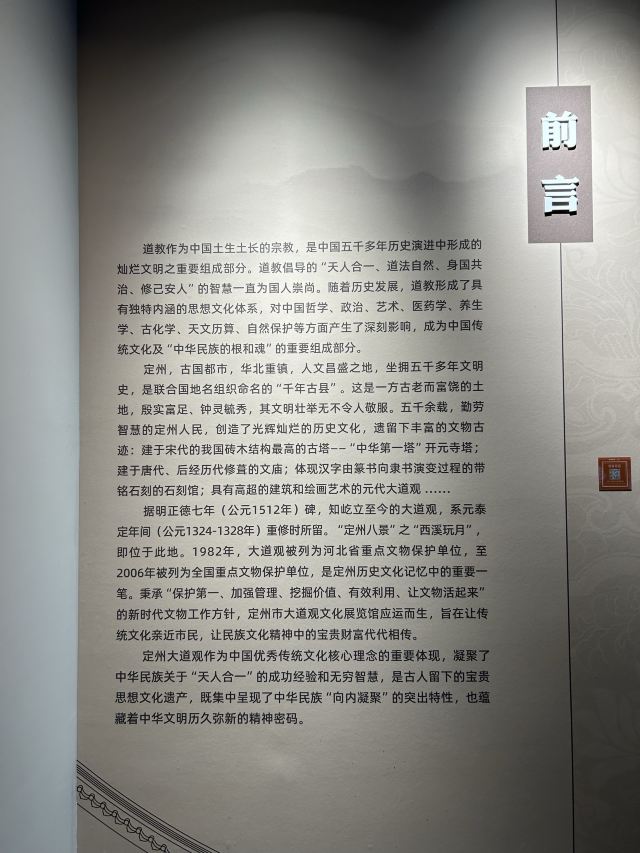 前言
道教作为中国土生土长的宗教，是中国五千多年历史演进中形成的
灿烂文明之重要组成部分。道教倡导的“天人合一、道法自然、身国共
治、修己安人”的智慧一直为国人崇尚。随着历史发展，道教形成了具
有独特内涵的思想文化体系，对中国哲学、政治、艺术、医药学、养生
学、古化学、天文历算、自然保护等方面产生了深刻影响，成为中国传
统文化及“中华民族的根和魂”的重要组成部分。
定州，古国都市，华北重镇，人文昌盛之地，坐拥五千多年文明
史，是联合国地名组织命名的“千年古县”。这是一方古老而富饶的土
地，殷实富足、钟灵毓秀，其文明壮举无不令人敬服。五千余载，勤劳
智慧的定州人民，创造了光辉灿烂的历史文化，遗留下丰富的文物古
迹：建于宋代的我国砖木结构最高的古塔——“中华第一塔”开元寺塔；
建于唐代、后经历代修葺的文庙；体现汉字由篆书向隶书演变过程的带
铭石刻的石刻馆；具有高超的建筑和绘画艺术的元代大道观 ......
据明正德七年（公元1512年）碑，知屹立至今的大道观，系元泰
定年间（公元1324-1328年）重修时所留。“定州八景”之“西溪玩月”，
即位于此地。1982年，大道观被列为河北省重点文物保护单位，至
2006年被列为全国重点文物保护单位，是定州历史文化记忆中的重要一
笔。秉承“保护第一、加强管理、挖掘价值、有效利用、让文物活起来”
的新时代文物工作方针，定州市大道观文化展览馆应运而生，旨在让传
统文化亲近市民，让民族文化精神中的宝贵财富代代相传。
定州大道观作为中国优秀传统文化核心理念的重要体现，凝聚了
中华民族关于“天人合一”的成功经验和无穷智慧，是古人留下的宝贵
思想文化遗产，既集中呈现了中华民族“向内凝聚”的突出特性，也蕴
藏着中华文明历久弥新的精神密码。